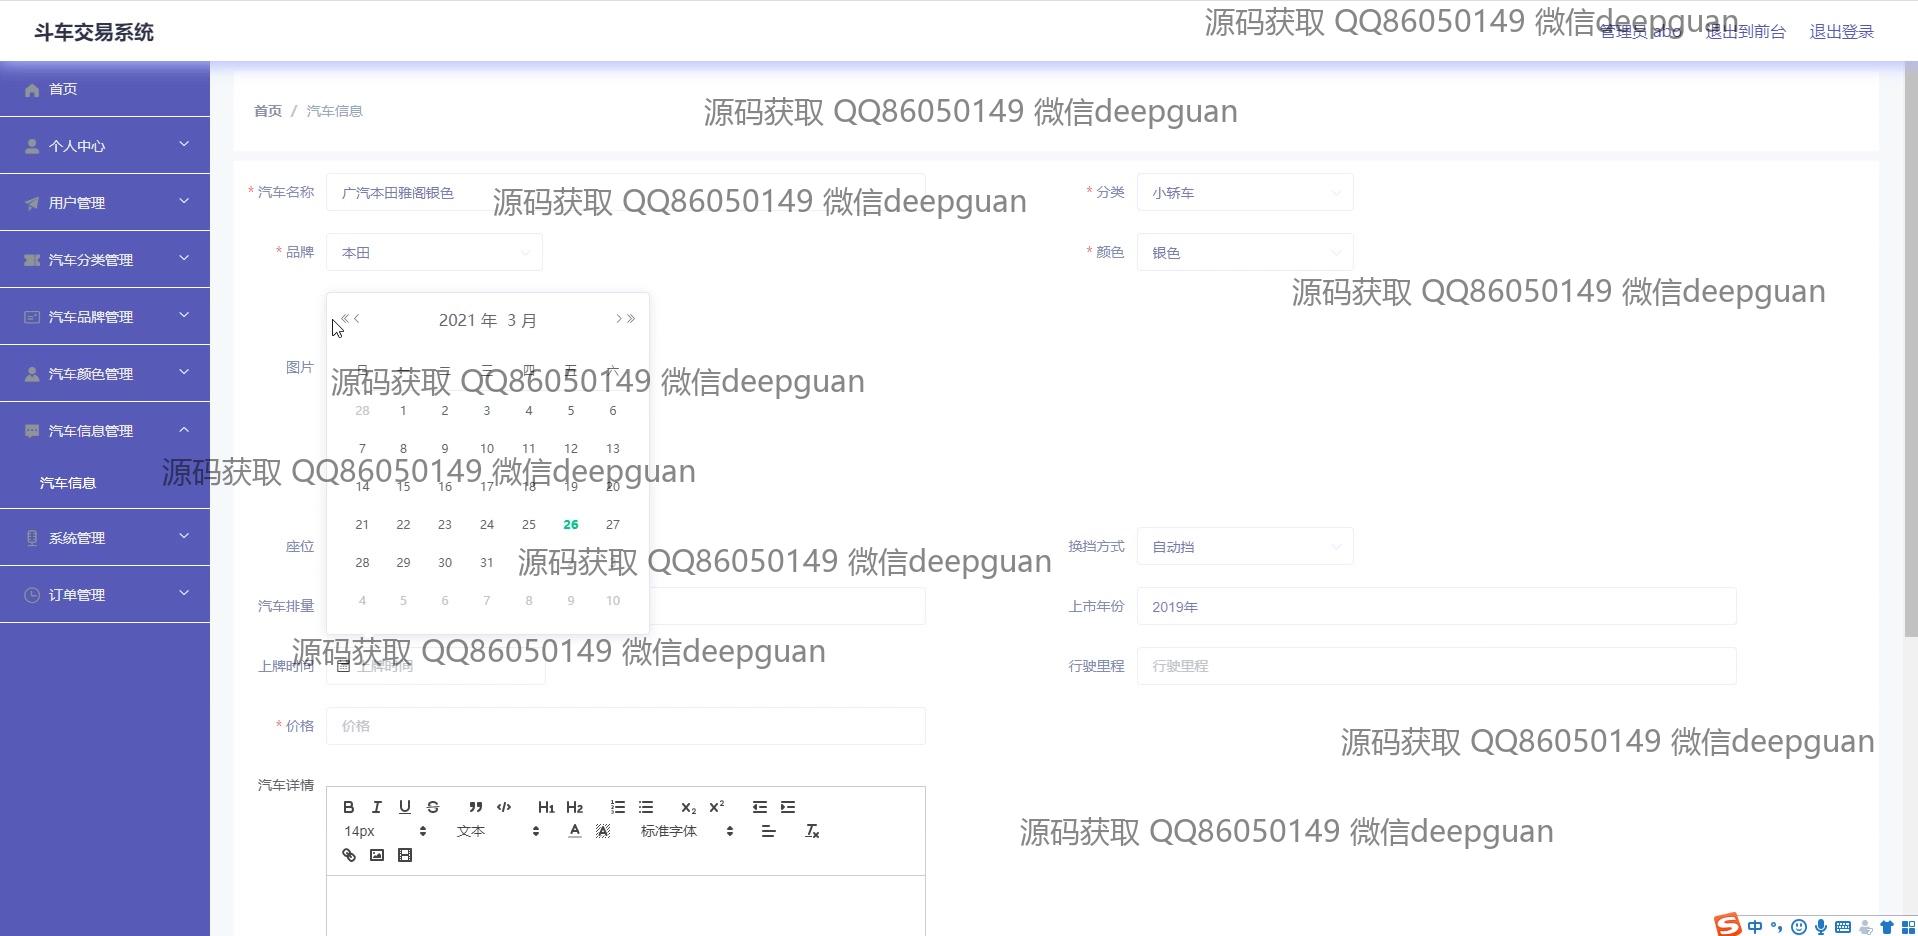 斗车交易系统
源码获取 QQ86050149 微信deepguan
管理员 abo 退出到前台 退出登录
首页
个人中心
用户管理
汽车分类管理
汽车品牌管理
汽车颜色管理
汽车信息管理
汽车信息
系统管理
订单管理
首页 / 汽车信息
源码获取 QQ86050149 微信deepguan
* 汽车名称 广汽本田雅阁银色
* 分类 小轿车
源码获取 QQ86050149 微信deepguan
* 品牌 本田
* 颜色 银色
源码获取 QQ86050149 微信deepguan
2021 年 3 月
图片
日 一 二 三 四 五 六
源码获取 QQ86050149 微信deepguan
28 1 2 3 4 5 6
7 8 9 10 11 12 13
源码获取 QQ86050149 微信deepguan
14 15 16 17 18 19 20
21 22 23 24 25 26 27
座位
换挡方式 自动挡
28 29 30 31
源码获取 QQ86050149 微信deepguan
4 5 6 7 8 9 10
汽车排量
上市年份 2019年
源码获取 QQ86050149 微信deepguan
上牌时间 上牌时间
行驶里程 行驶里程
* 价格 价格
源码获取 QQ86050149 微信deepguan
汽车详情
B I U S H1 H2 X₂ X²
14px 文本 A A 标准字体 Tx
源码获取 QQ86050149 微信deepguan
S 中